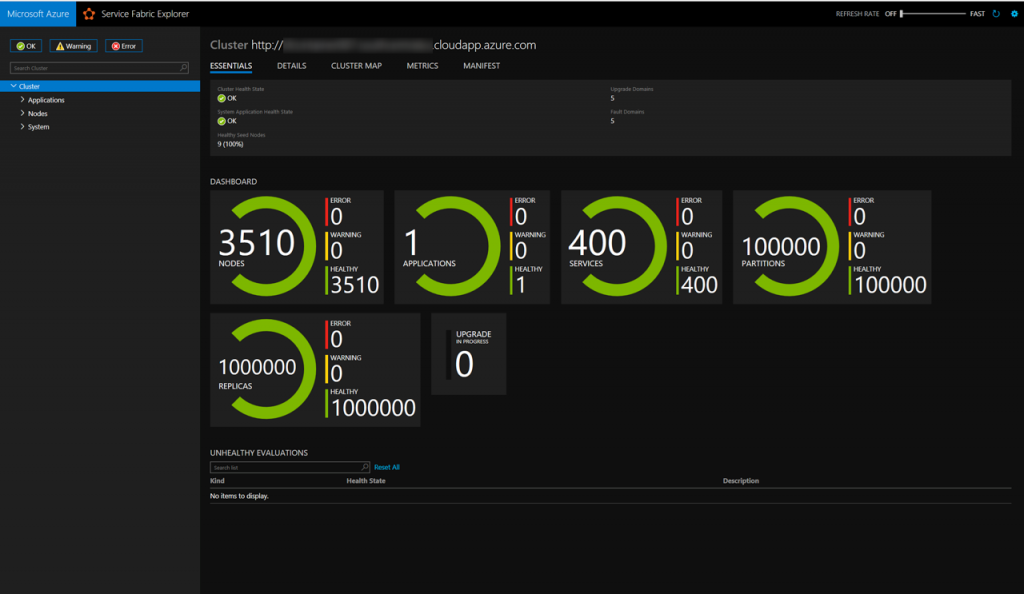 Microsoft Azure Service Fabric Explorer REFRESH RATE OFF FAST
OK Warning Error
Search Cluster
Cluster
Applications
Nodes
System
Cluster http:// .cloudapp.azure.com
ESSENTIALS DETAILS CLUSTER MAP METRICS MANIFEST
Cluster Health State
OK
System Application Health State
OK
Healthy Seed Nodes
9 (100%)
Upgrade Domains
5
Fault Domains
5
DASHBOARD
3510
NODES
ERROR
0
WARNING
0
HEALTHY
3510
1
APPLICATIONS
ERROR
0
WARNING
0
HEALTHY
1
400
SERVICES
ERROR
0
WARNING
0
HEALTHY
400
100000
PARTITIONS
ERROR
0
WARNING
0
HEALTHY
100000
1000000
REPLICAS
ERROR
0
WARNING
0
HEALTHY
1000000
UPGRADE
IN PROGRESS
0
UNHEALTHY EVALUATIONS
Search list Reset All
Kind Health State Description
No items to display.